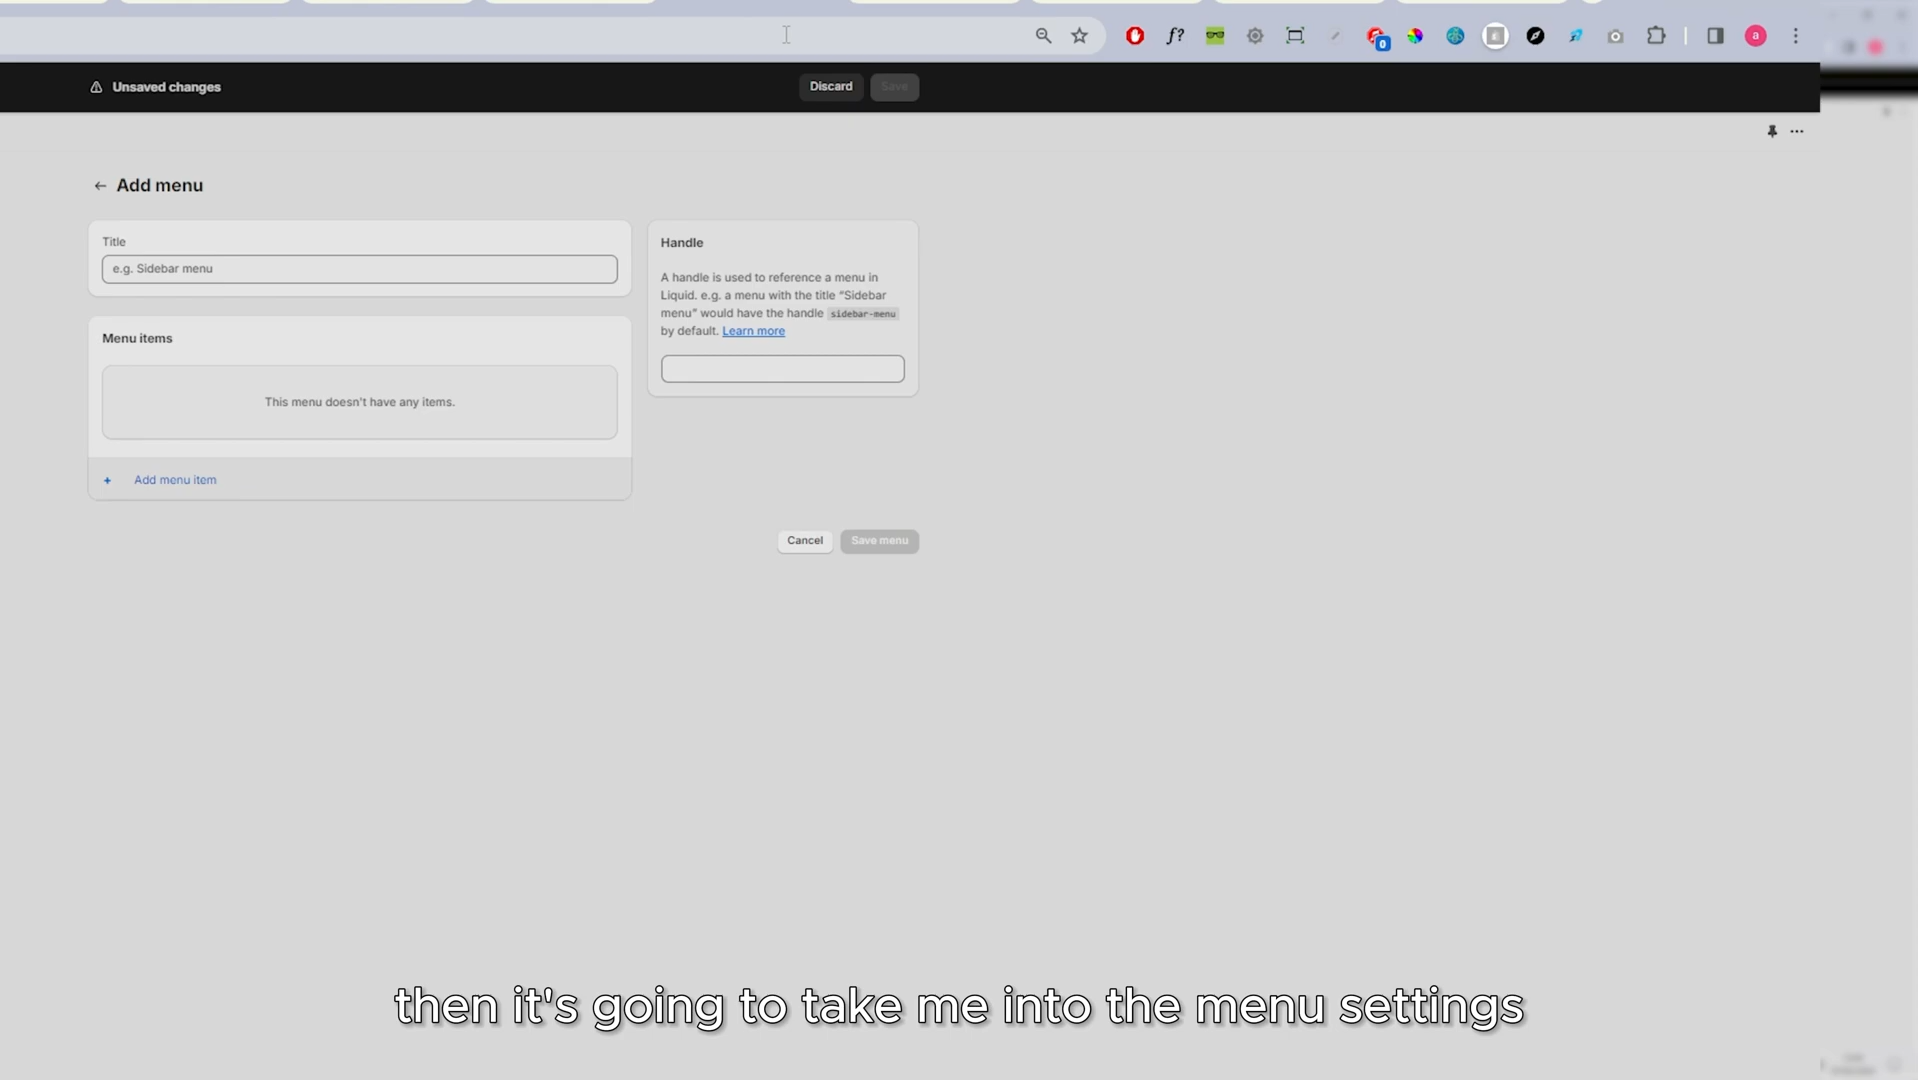 f?
0
a
Unsaved changes
Discard
Save
Add menu
Title
e.g. Sidebar menu
Handle
A handle is used to reference a menu in
Liquid. e.g. a menu with the title “Sidebar
menu” would have the handle sidebar-menu
by default. Learn more
Menu items
This menu doesn't have any items.
+ Add menu item
Cancel
Save menu
then it's going to take me into the menu settings